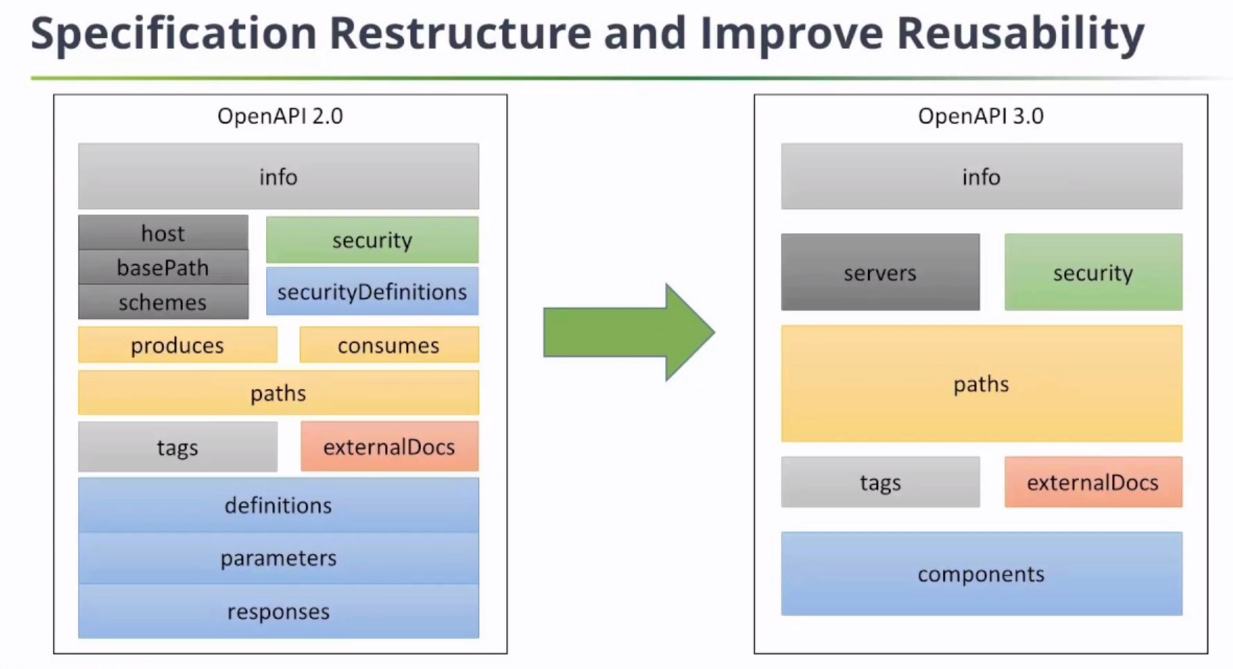 Specification Restructure and Improve Reusability
OpenAPI 2.0
info
host
basePath
schemes
security
securityDefinitions
produces
consumes
paths
tags
externalDocs
definitions
parameters
responses
OpenAPI 3.0
info
servers
security
paths
tags
externalDocs
components